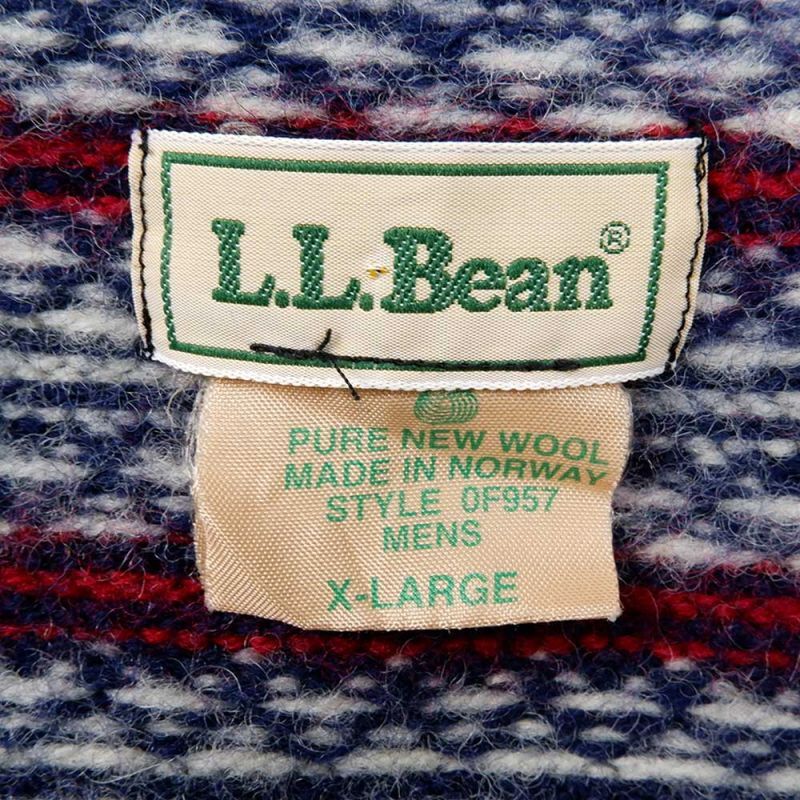 L.L.Bean®
PURE NEW WOOL
MADE IN NORWAY
STYLE 0F957
MENS
X-LARGE